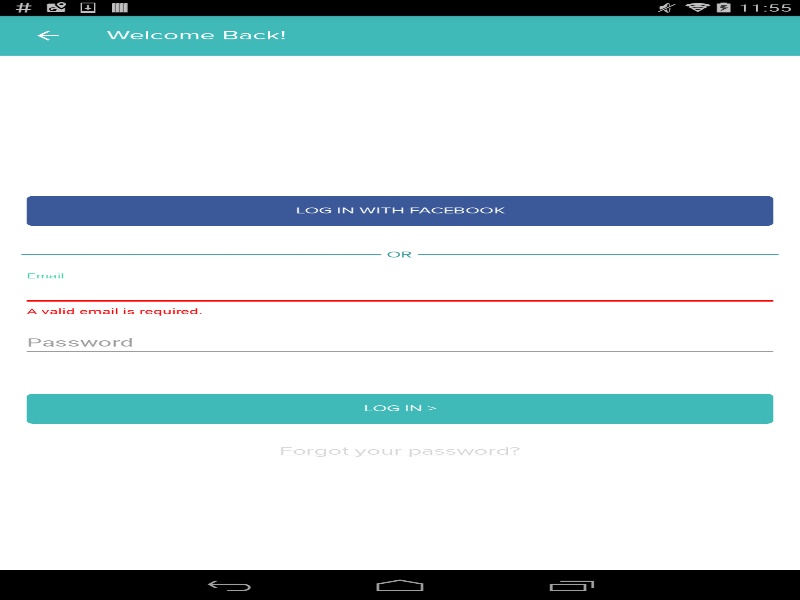 11:55
Welcome Back!
LOG IN WITH FACEBOOK
OR
Email
A valid email is required.
Password
LOG IN >
Forgot your password?